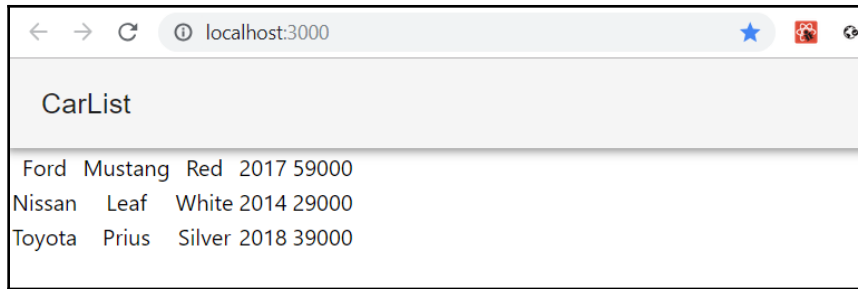 localhost:3000
CarList
Ford Mustang Red 2017 59000
Nissan Leaf White 2014 29000
Toyota Prius Silver 2018 39000